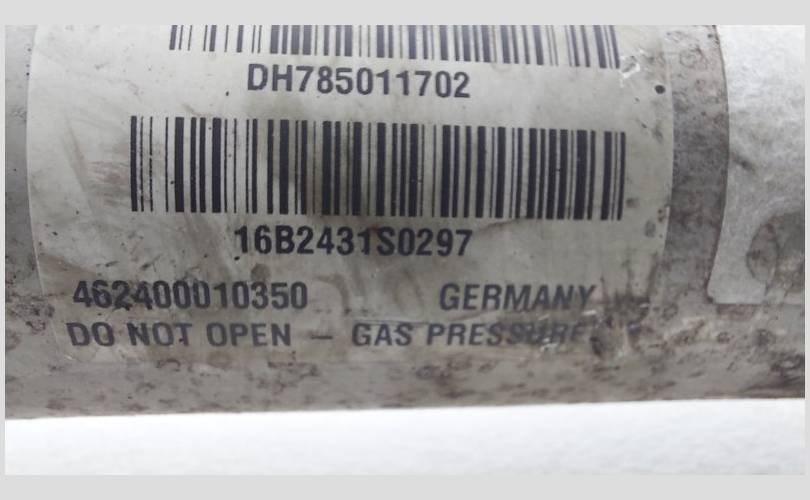 DH785011702
16B2431S0297
462400010350 GERMANY
DO NOT OPEN – GAS PRESSURE